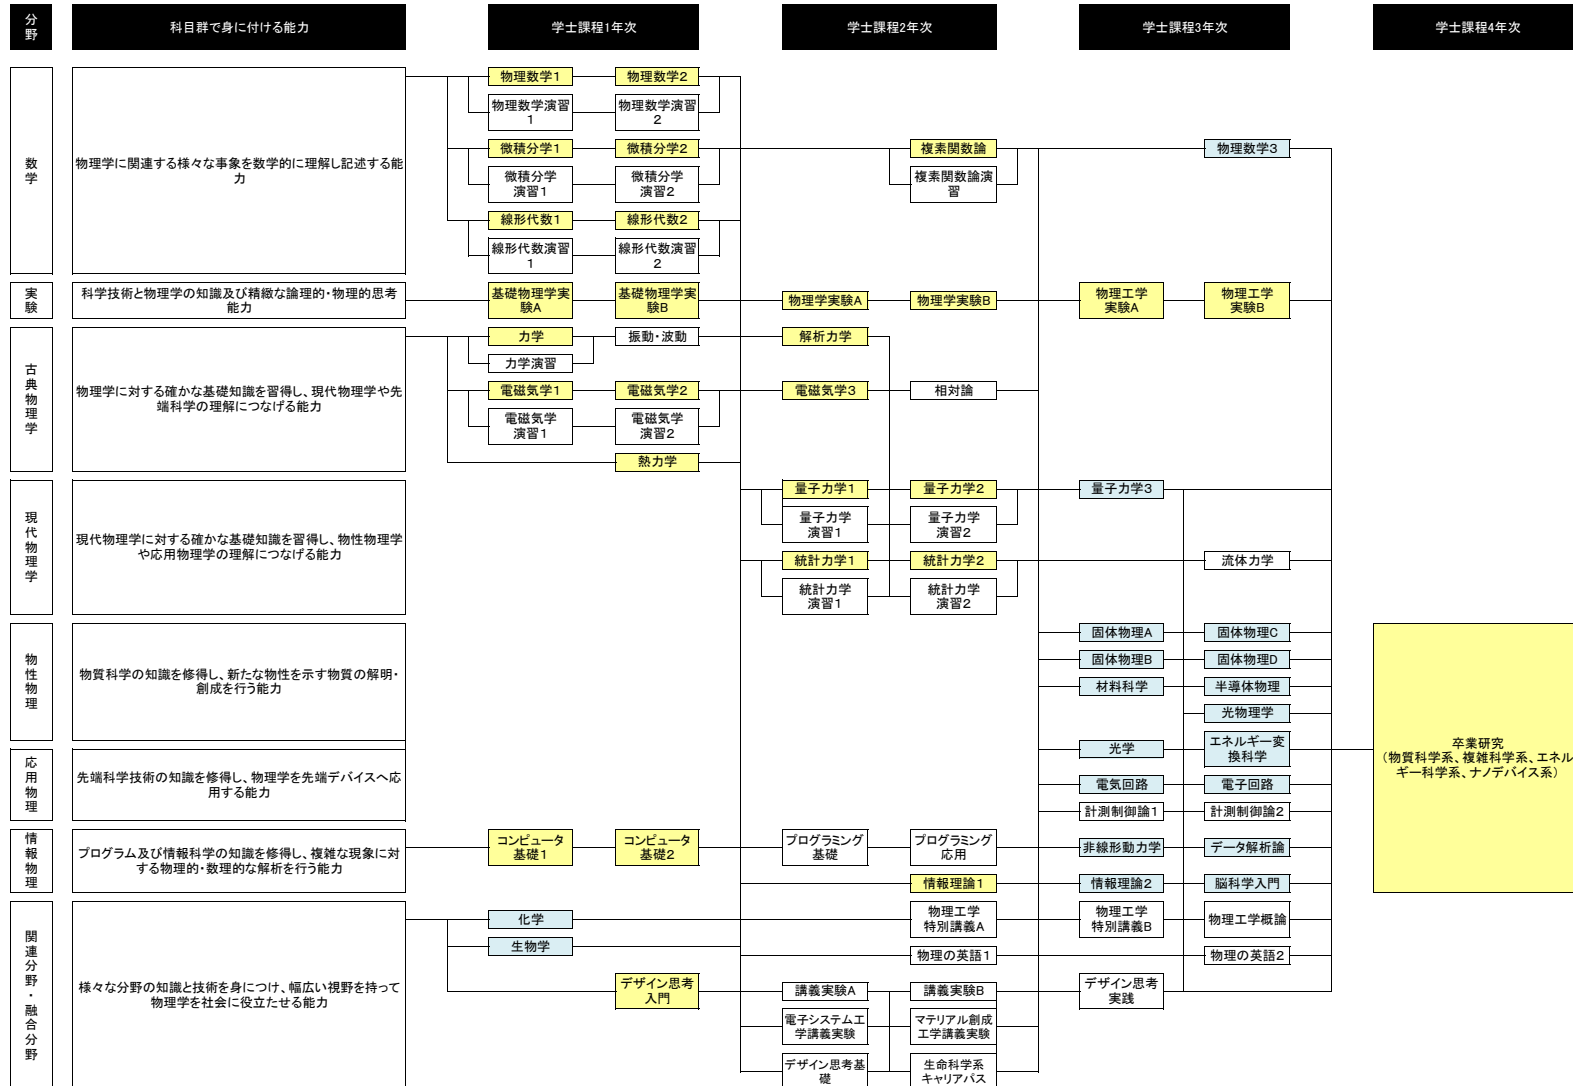 分
野
科目群で身に付ける能力
学士課程1年次
学士課程2年次
学士課程3年次
学士課程4年次
数
学
物理学に関連する様々な事象を数学的に理解し記述する能
力
物理数学1
物理数学2
物理数学演習
1
物理数学演習
2
微積分学1
微積分学2
複素関数論
物理数学3
微積分学
演習1
微積分学
演習2
複素関数論演
習
線形代数1
線形代数2
線形代数演習
1
線形代数演習
2
実
験
科学技術と物理学の知識及び精緻な論理的・物理的思考
能力
基礎物理学実
験A
基礎物理学実
験B
物理学実験A
物理学実験B
物理工学
実験A
物理工学
実験B
古
典
物
理
学
物理学に対する確かな基礎知識を習得し、現代物理学や先
端科学の理解につなげる能力
力学
振動・波動
解析力学
力学演習
電磁気学1
電磁気学2
電磁気学3
相対論
電磁気学
演習1
電磁気学
演習2
熱力学
現
代
物
理
学
現代物理学に対する確かな基礎知識を習得し、物性物理学
や応用物理学の理解につなげる能力
量子力学1
量子力学2
量子力学3
量子力学
演習1
量子力学
演習2
統計力学1
統計力学2
流体力学
統計力学
演習1
統計力学
演習2
物
性
物
理
物質科学の知識を修得し、新たな物性を示す物質の解明・
創成を行う能力
固体物理A
固体物理C
固体物理B
固体物理D
材料科学
半導体物理
光物理学
応
用
物
理
先端科学技術の知識を修得し、物理学を先端デバイスへ応
用する能力
光学
エネルギー変
換科学
電気回路
電子回路
計測制御論1
計測制御論2
卒業研究
(物質科学系、複雑科学系、エネル
ギー科学系、ナノデバイス系)
情
報
物
理
プログラム及び情報科学の知識を修得し、複雑な現象に対
する物理的・数理的な解析を行う能力
コンピュータ
基礎1
コンピュータ
基礎2
プログラミング
基礎
プログラミング
応用
非線形動力学
データ解析論
情報理論1
情報理論2
脳科学入門
関
連
分
野
・
融
合
分
野
様々な分野の知識と技術を身につけ、幅広い視野を持って
物理学を社会に役立たせる能力
化学
物理工学
特別講義A
物理工学
特別講義B
物理工学概論
生物学
物理の英語1
物理の英語2
デザイン思考
入門
講義実験A
講義実験B
デザイン思考
実践
電子システム工
学講義実験
マテリアル創成
工学講義実験
デザイン思考基
礎
生命科学系
キャリアパス